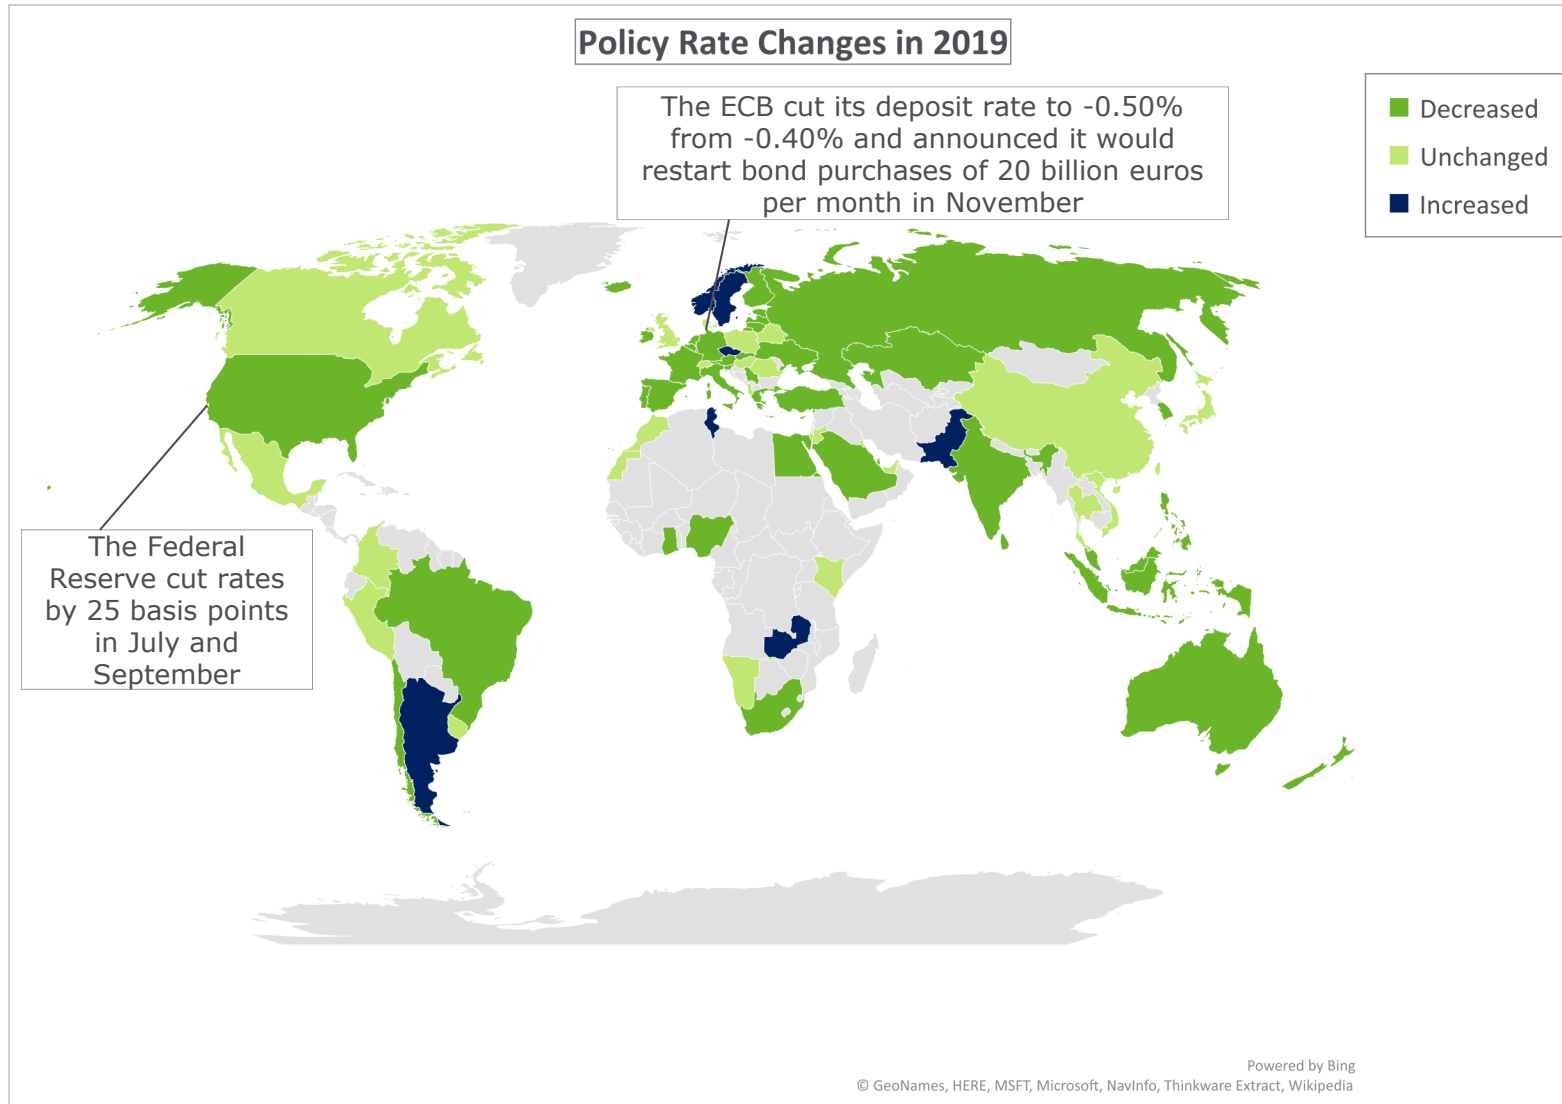 Policy Rate Changes in 2019
The ECB cut its deposit rate to -0.50%
from -0.40% and announced it would
restart bond purchases of 20 billion euros
per month in November
Decreased
Unchanged
Increased
The Federal
Reserve cut rates
by 25 basis points
in July and
September
Powered by Bing
© GeoNames, HERE, MSFT, Microsoft, NavInfo, Thinkware Extract, Wikipedia